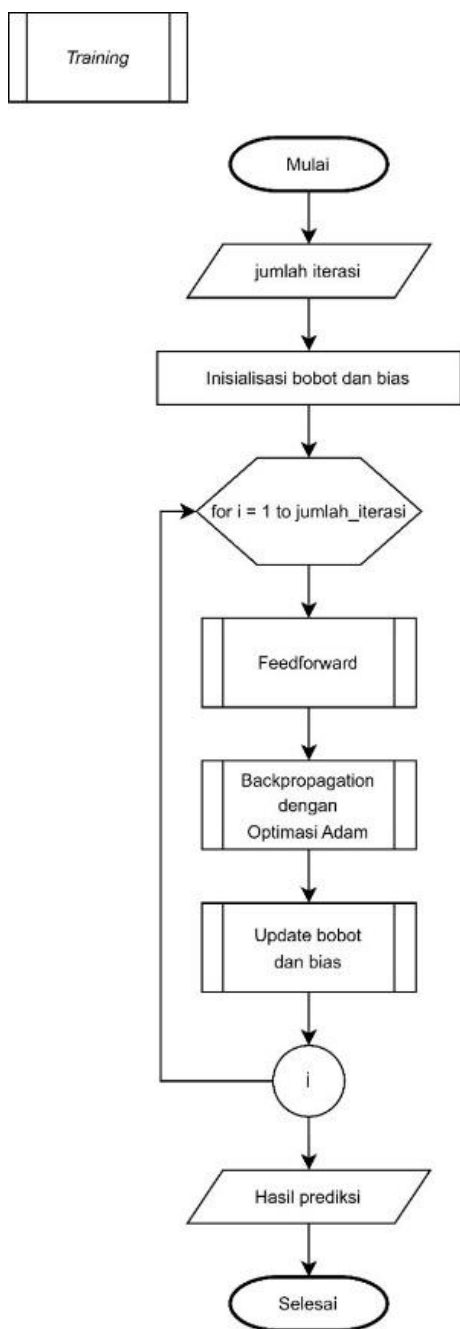 Training
Mulai
jumlah iterasi
Inisialisasi bobot dan bias
for i = 1 to jumlah_iterasi
Feedforward
Backpropagation
dengan
Optimasi Adam
Update bobot
dan bias
i
Hasil prediksi
Selesai